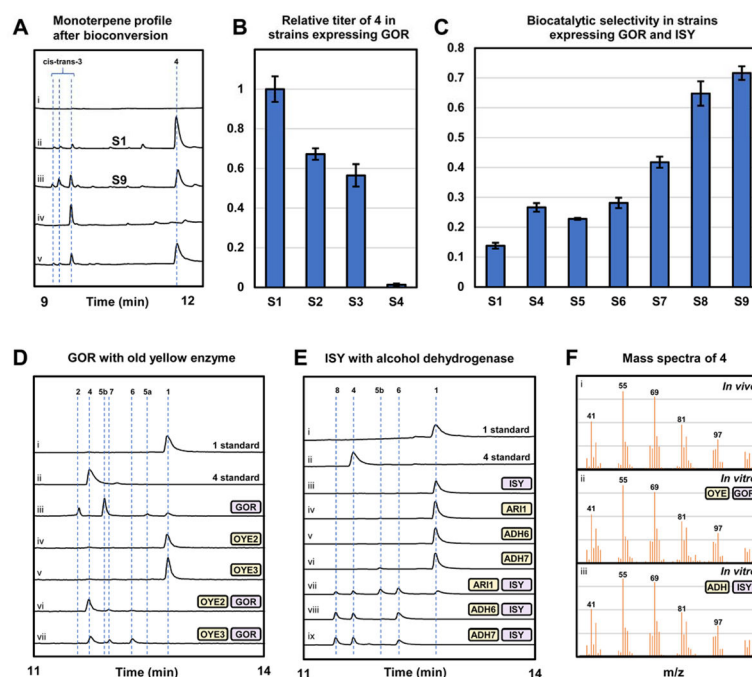 A
Monoterpene profile
after bioconversion
cis-trans-3
4
i
ii
S1
iii
S9
iv
v
9
Time (min)
12
B
Relative titer of 4 in
strains expressing GOR
1
0.8
0.6
0.4
0.2
0
S1 S2 S3 S4
C
Biocatalytic selectivity in strains
expressing GOR and ISY
0.8
0.7
0.6
0.5
0.4
0.3
0.2
0.1
0
S1 S4 S5 S6 S7 S8 S9
D
GOR with old yellow enzyme
2 4 5b 7 6 5a 1
i
1 standard
ii
4 standard
iii
GOR
iv
OYE2
v
OYE3
vi
OYE2 GOR
vii
OYE3 GOR
11
Time (min)
14
E
ISY with alcohol dehydrogenase
8 4 5b 6 1
i
1 standard
ii
4 standard
iii
ISY
iv
ARI1
v
ADH6
vi
ADH7
vii
ARI1 ISY
viii
ADH6 ISY
ix
ADH7 ISY
11
Time (min)
14
F
Mass spectra of 4
i
In vivo
41 55 69 81 97
ii
In vitro
OYE GOR
41 55 69 81 97
iii
In vitro
ADH ISY
41 55 69 81 97
m/z